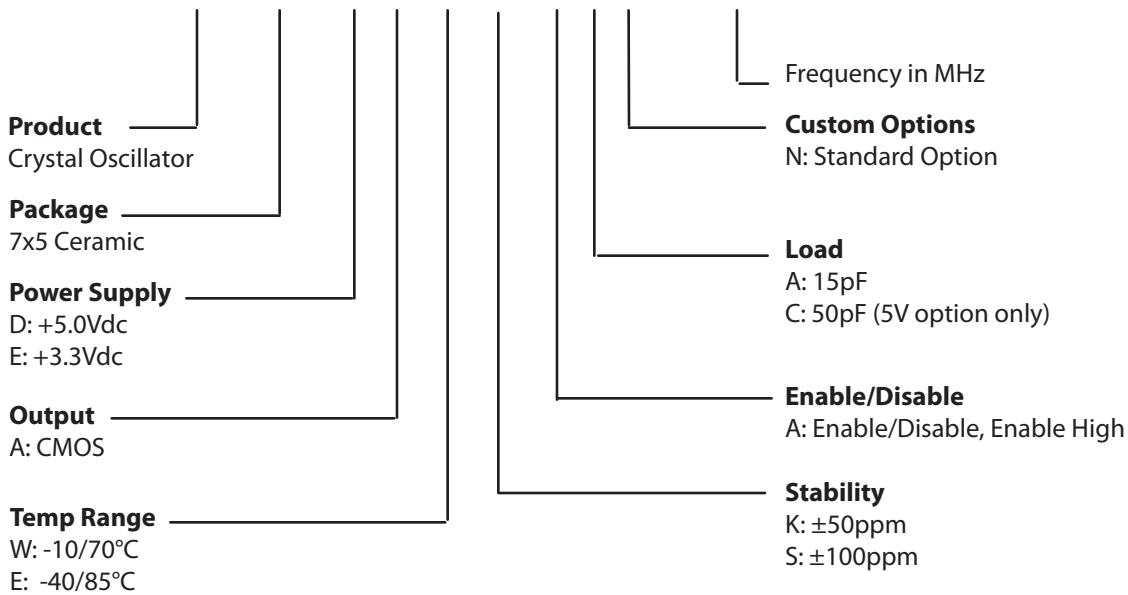 Product
Crystal Oscillator
Package
7x5 Ceramic
Power Supply
D: +5.0Vdc
E: +3.3Vdc
Output
A: CMOS
Temp Range
W: -10/70°C
E: -40/85°C
Frequency in MHz
Custom Options
N: Standard Option
Load
A: 15pF
C: 50pF (5V option only)
Enable/Disable
A: Enable/Disable, Enable High
Stability
K: ±50ppm
S: ±100ppm